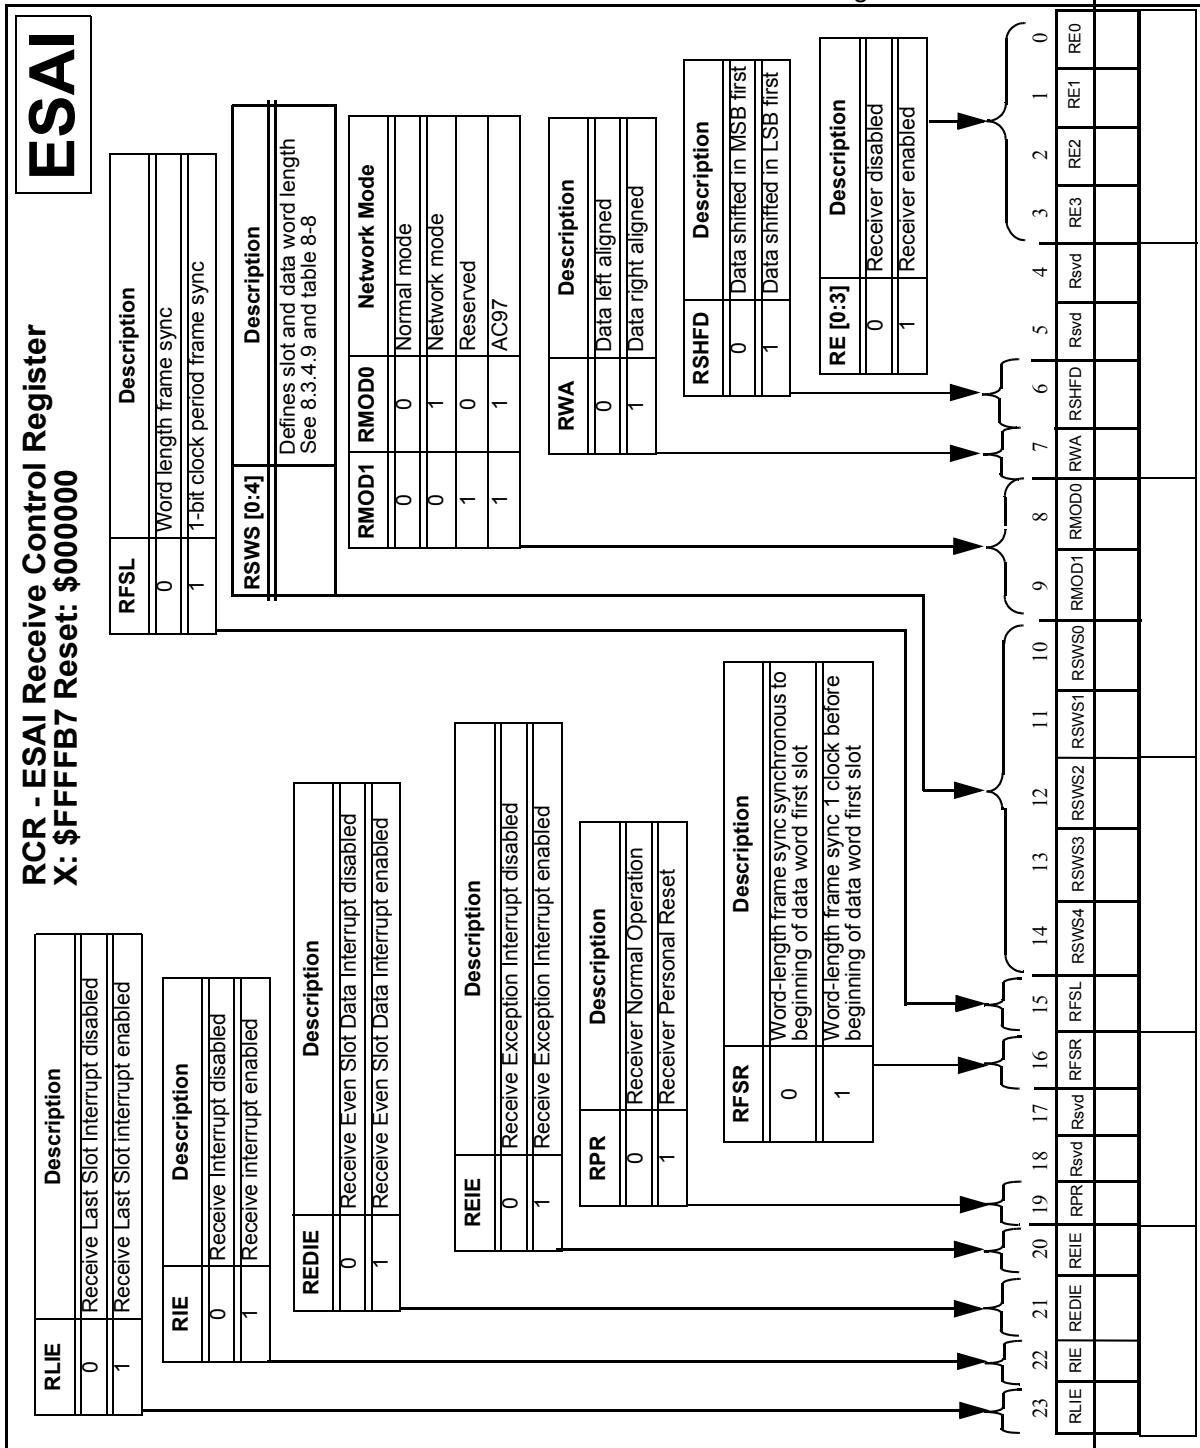 ESAI
RCR - ESAI Receive Control Register
X: $FFFFB7 Reset: $000000
RLIE Description
0 Receive Last Slot Interrupt disabled
1 Receive Last Slot interrupt enabled
RIE Description
0 Receive Interrupt disabled
1 Receive interrupt enabled
REDIE Description
0 Receive Even Slot Data Interrupt disabled
1 Receive Even Slot Data Interrupt enabled
REIE Description
0 Receive Exception Interrupt disabled
1 Receive Exception Interrupt enabled
RPR Description
0 Receiver Normal Operation
1 Receiver Personal Reset
RFSR Description
0 Word-length frame sync synchronous to
beginning of data word first slot
1 Word-length frame sync 1 clock before
beginning of data word first slot
RFSL Description
0 Word length frame sync
1 1-bit clock period frame sync
RSWS [0:4] Description
Defines slot and data word length
See 8.3.4.9 and table 8-8
RMOD1 RMOD0 Network Mode
0 0 Normal mode
0 1 Network mode
1 0 Reserved
1 1 AC97
RWA Description
0 Data left aligned
1 Data right aligned
RSHFD Description
0 Data shifted in MSB first
1 Data shifted in LSB first
RE [0:3] Description
0 Receiver disabled
1 Receiver enabled
23 22 21 20 19 18 17 16 15 14 13 12 11 10 9 8 7 6 5 4 3 2 1 0
RLIE RIE REDIE REIE RPR Rsvd Rsvd RFSR RFSL RSWS4 RSWS3 RSWS2 RSWS1 RSWS0 RMOD1 RMOD0 RWA RSHFD Rsvd Rsvd RE3 RE2 RE1 RE0